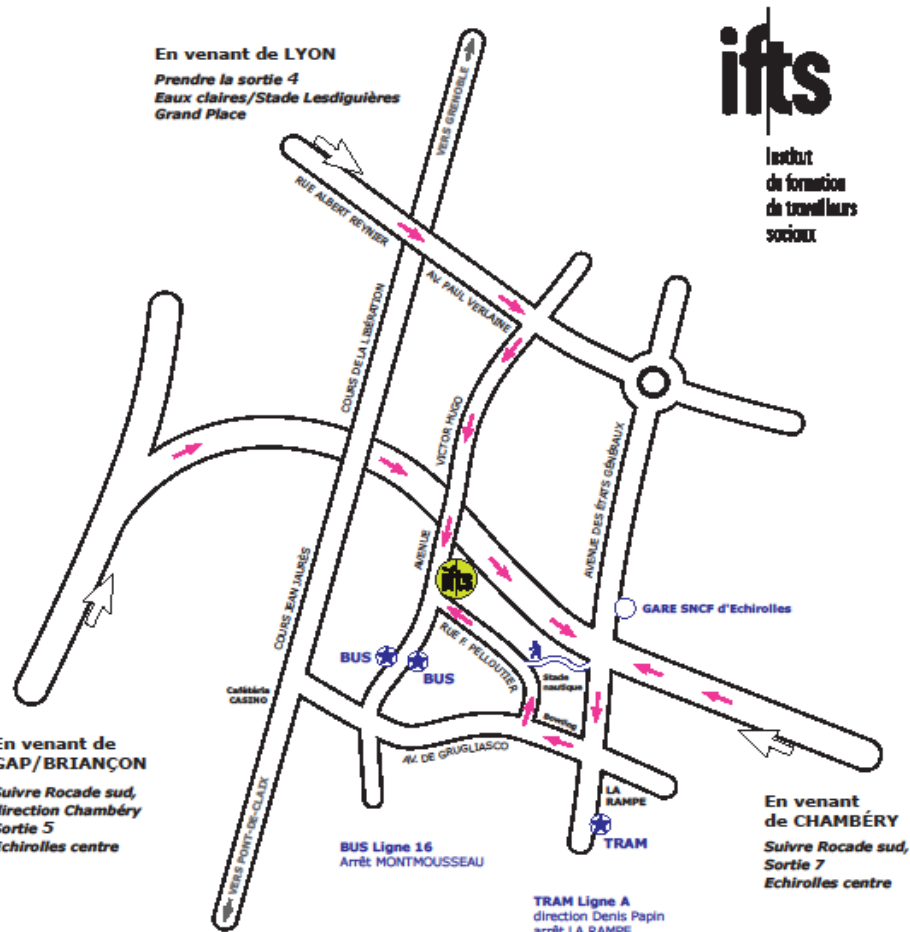 En venant de LYON
Prendre la sortie 4
Eaux claires/Stade Lesdiguières
Grand Place
ifts
Institut
de formation
de travailleurs
sociaux
VERS GRENOBLE
RUE ALBERT REYNIER
AV. PAUL VERLAINE
COURS DE LA LIBÉRATION
VICTOR HUGO
AVENUE
AVENUE DES ÉTATS GÉNÉRAUX
ifts
GARE SNCF d'Echirolles
COURS JEAN JAURÈS
RUE F. PELLOUTIER
BUS
BUS
Stade
nautique
Cafétéria
CASINO
Bowling
AV. DE GRUGLIASCO
En venant de
GAP/BRIANÇON
Suivre Rocade sud,
direction Chambéry
Sortie 5
Echirolles centre
VERS PONT-DE-CLAIX
LA
RAMPE
TRAM
En venant
de CHAMBÉRY
Suivre Rocade sud,
Sortie 7
Echirolles centre
BUS Ligne 16
Arrêt MONTMOUSSEAU
TRAM Ligne A
direction Denis Papin
arrêt LA RAMPE